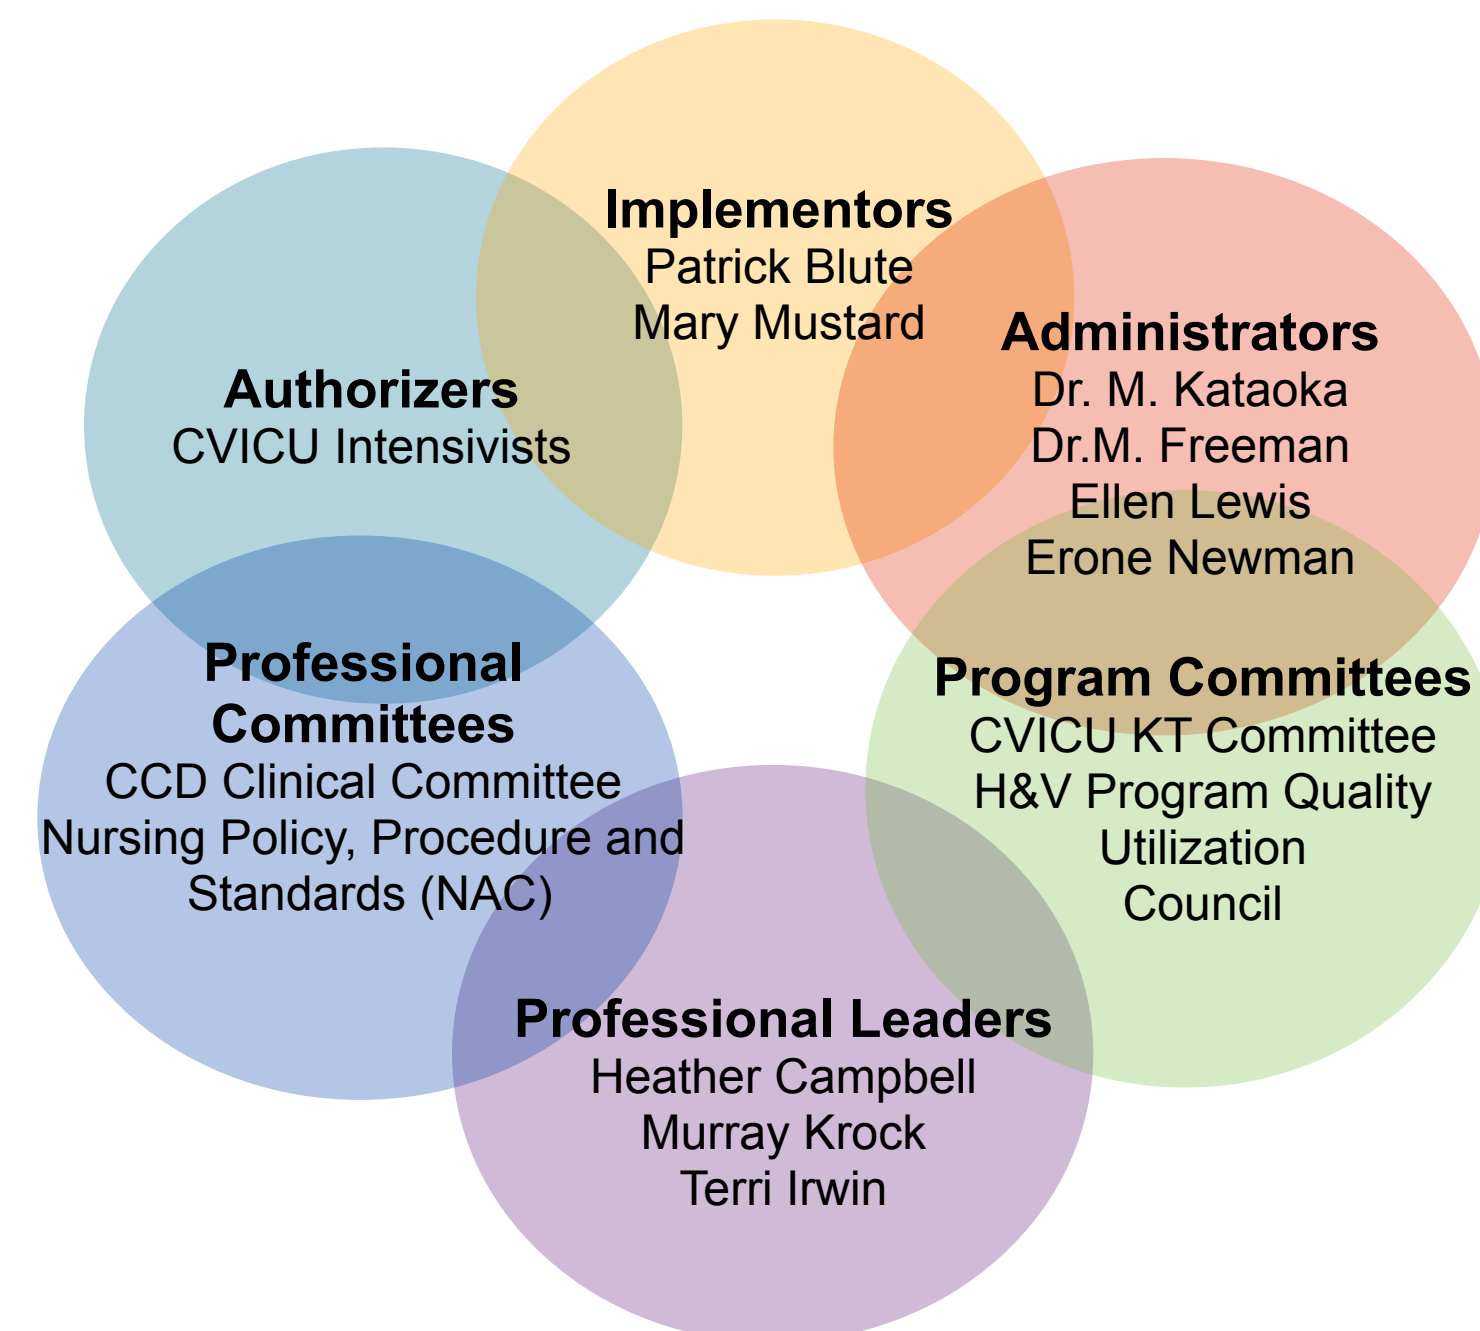 Implementors
Patrick Blute
Mary Mustard
Administrators
Dr. M. Kataoka
Dr.M. Freeman
Ellen Lewis
Erone Newman
Authorizers
CVICU Intensivists
Professional
Committees
CCD Clinical Committee
Nursing Policy, Procedure and
Standards (NAC)
Program Committees
CVICU KT Committee
H&V Program Quality
Utilization
Council
Professional Leaders
Heather Campbell
Murray Krock
Terri Irwin